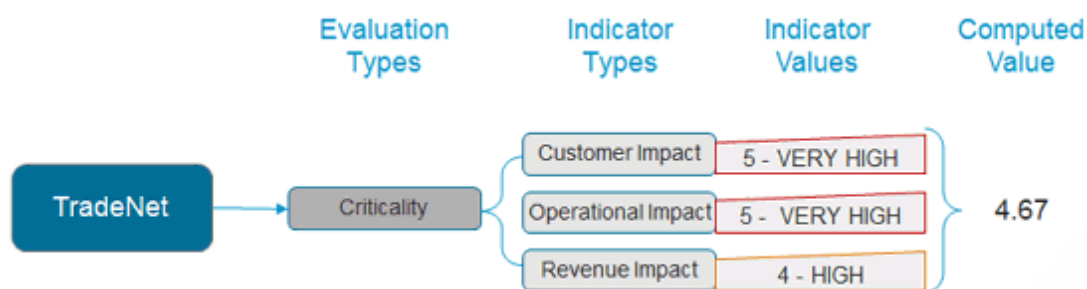 Evaluation Types
Indicator Types
Indicator Values
Computed Value
TradeNet
Criticality
Customer Impact
5 - VERY HIGH
Operational Impact
5 - VERY HIGH
Revenue Impact
4 - HIGH
4.67